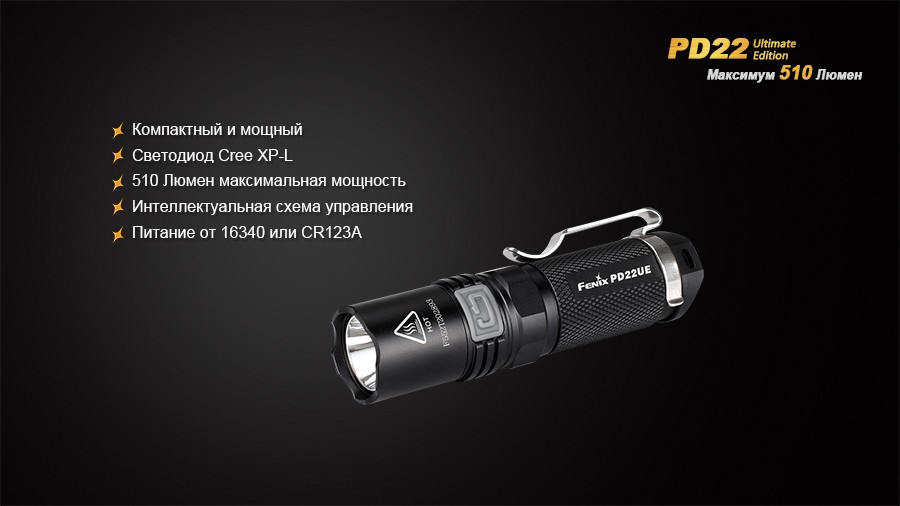 PD22 Ultimate
Edition
Максимум 510 Люмен
Компактный и мощный
Светодиод Cree XP-L
510 Люмен максимальная мощность
Интеллектуальная схема управления
Питание от 16340 или CR123A
FENIX PD22UE
HOT